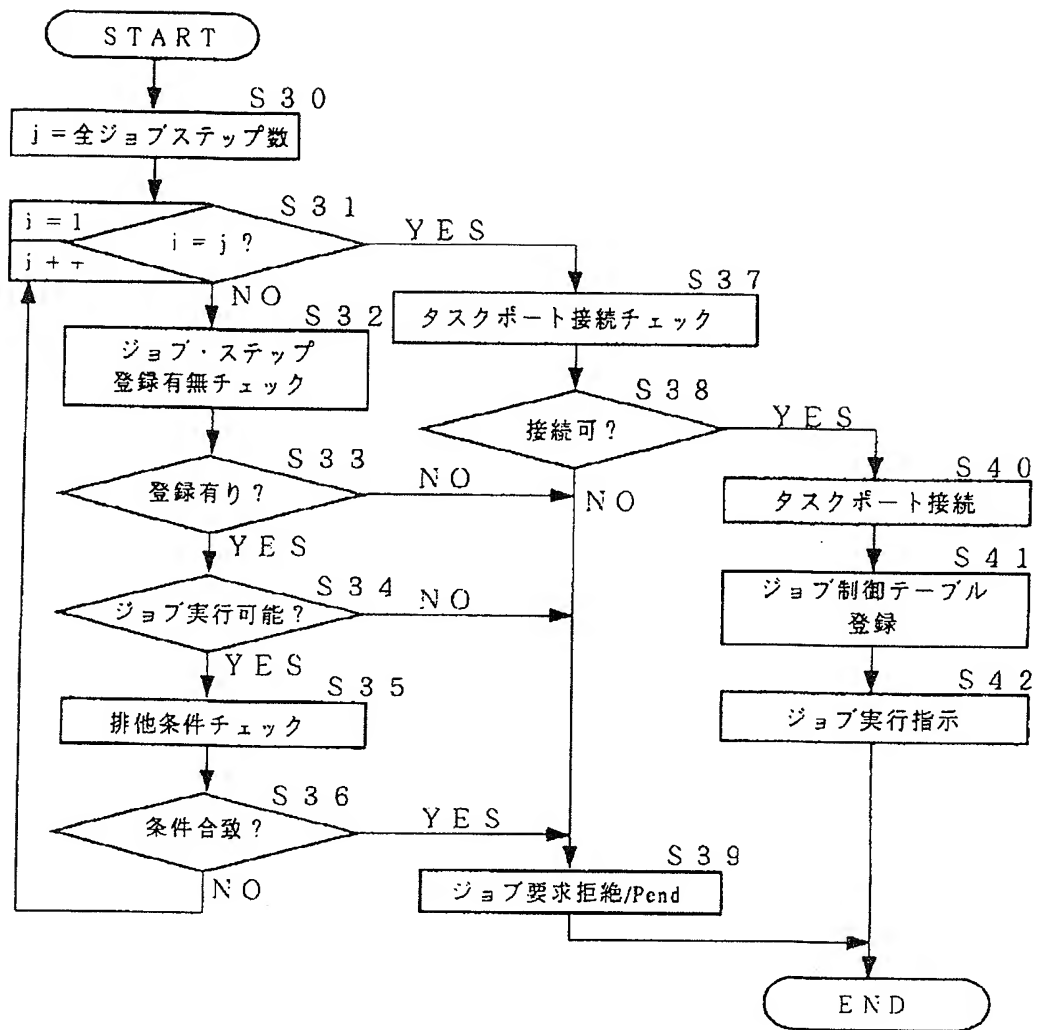 START
S30
j=全ジョブステップ数
S31
i=1
i=j?
YES
j++
NO
S37
タスクポート接続チェック
S32
ジョブ・ステップ
登録有無チェック
S38
接続可?
YES
S33
登録有り?
NO
NO
S40
タスクポート接続
YES
S34
ジョブ実行可能?
NO
S41
ジョブ制御テーブル
登録
YES
S35
排他条件チェック
S42
ジョブ実行指示
S36
条件合致?
YES
NO
S39
ジョブ要求拒絶/Pend
END